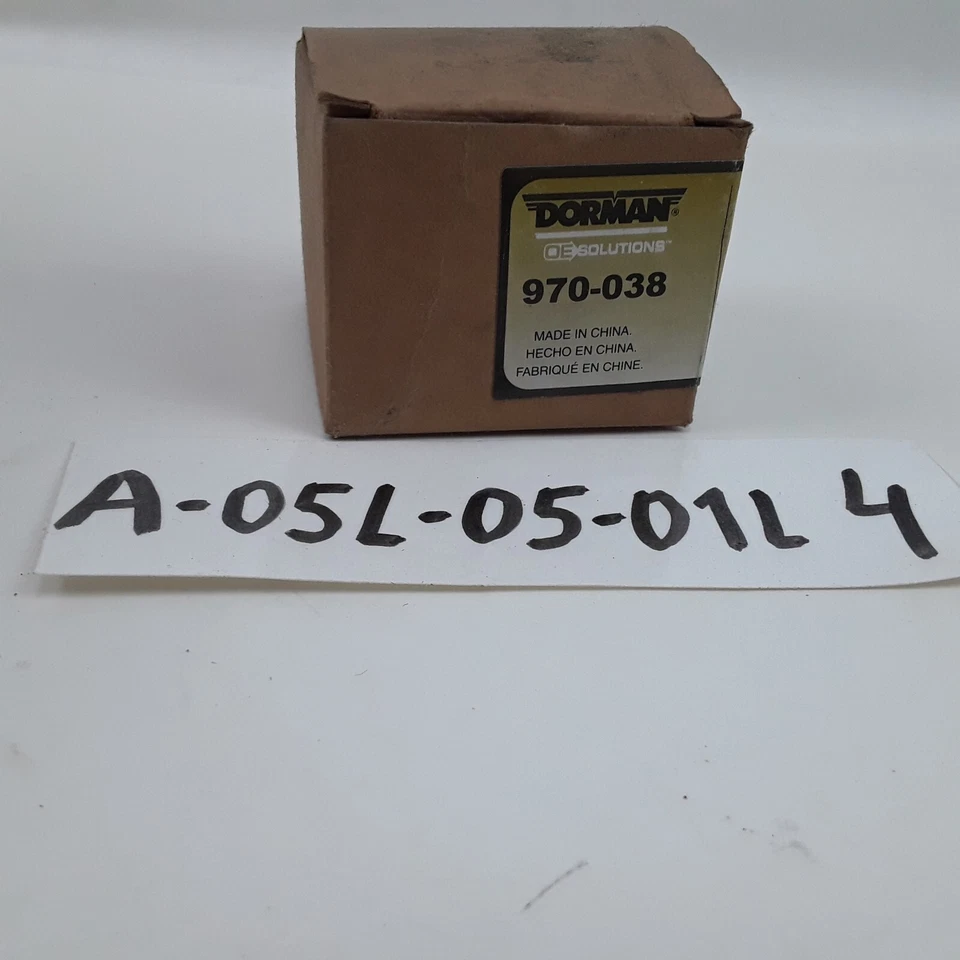 DORMAN®
OE SOLUTIONS™
970-038
MADE IN CHINA.
HECHO EN CHINA.
FABRIQUÉ EN CHINE.
A-05L-05-01L 4